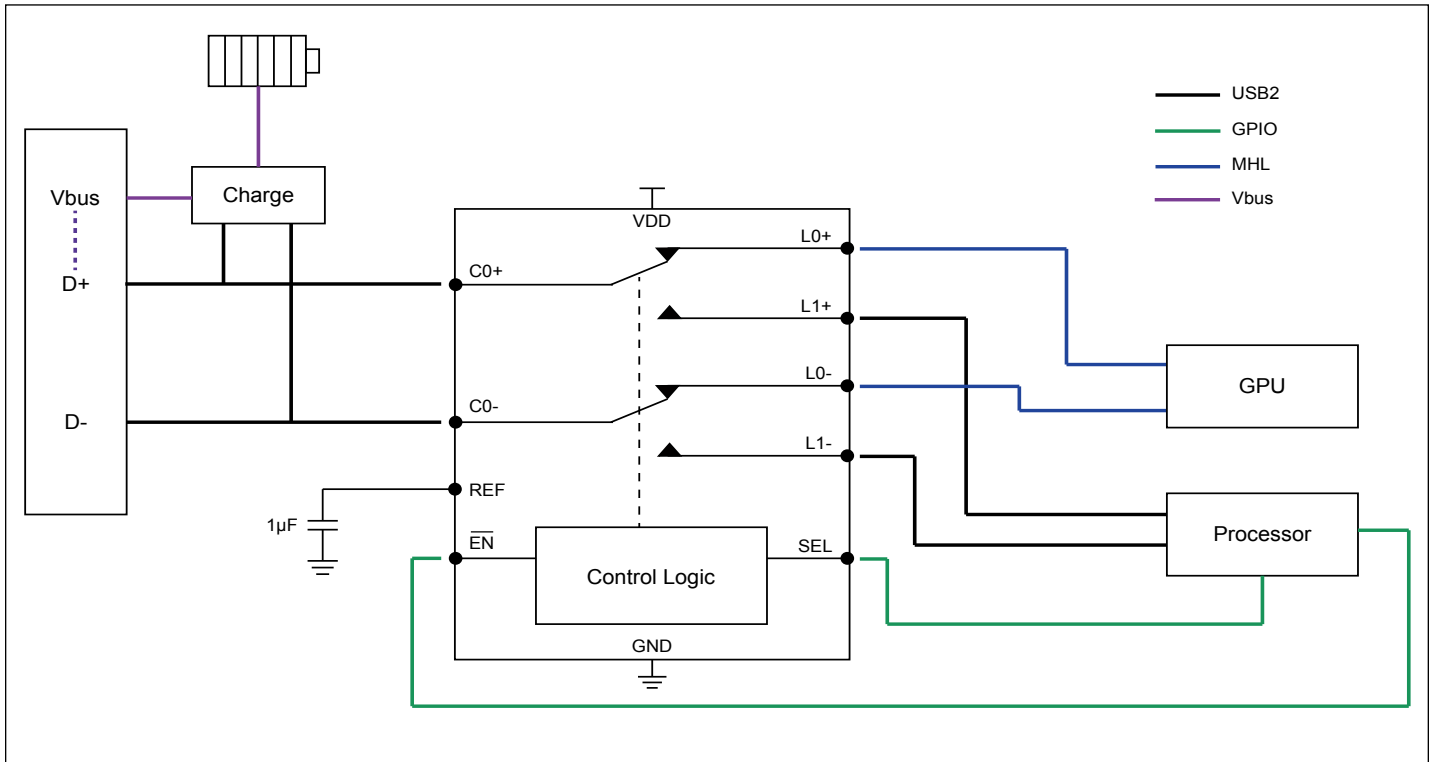 USB2
GPIO
MHL
Vbus
Vbus
Charge
D+
D-
VDD
C0+
L0+
L1+
C0-
L0-
L1-
REF
1µF
EN
SEL
Control Logic
GND
GPU
Processor